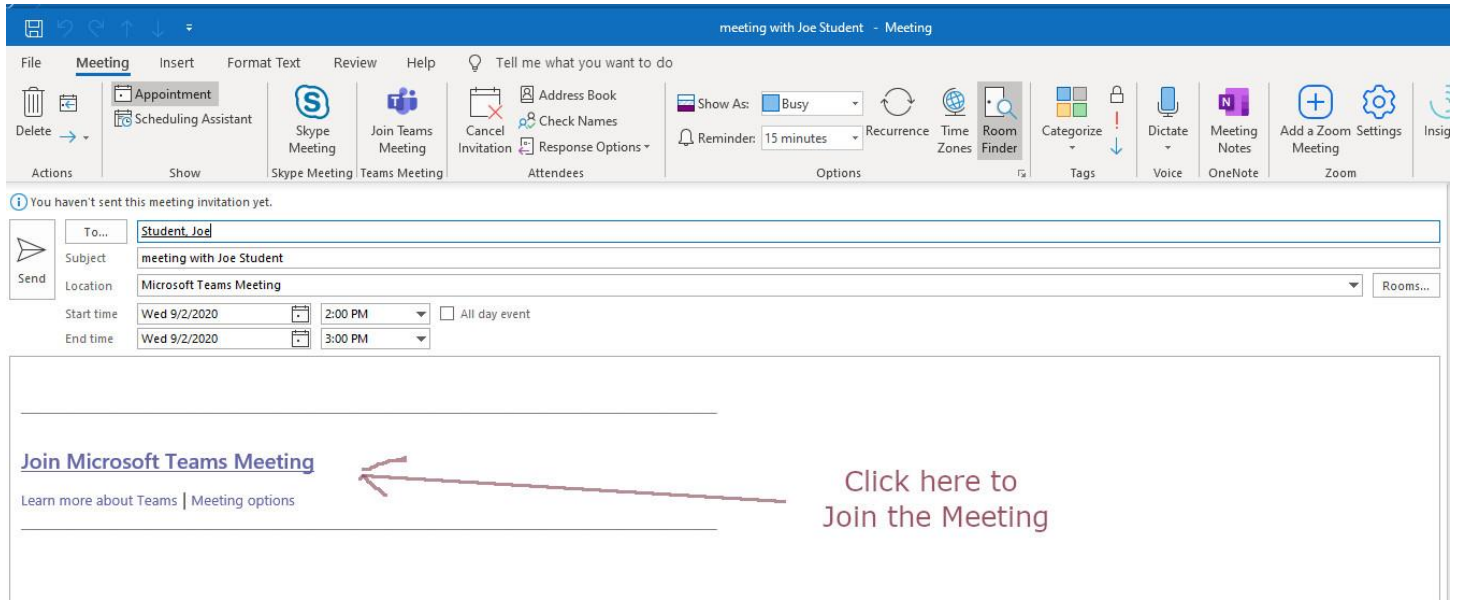 meeting with Joe Student - Meeting
File Meeting Insert Format Text Review Help Tell me what you want to do
Delete
Actions
Appointment
Scheduling Assistant
Show
Skype
Meeting
Skype Meeting
Join Teams
Meeting
Teams Meeting
Cancel
Invitation
Address Book
Check Names
Response Options
Attendees
Show As: Busy
Reminder: 15 minutes
Recurrence
Time
Zones
Room
Finder
Options
Categorize
Tags
Dictate
Voice
Meeting
Notes
OneNote
Add a Zoom
Meeting
Settings
Zoom
Insig
You haven't sent this meeting invitation yet.
Send
To... Student, Joe
Subject meeting with Joe Student
Location Microsoft Teams Meeting Rooms...
Start time Wed 9/2/2020 2:00 PM All day event
End time Wed 9/2/2020 3:00 PM
Join Microsoft Teams Meeting
Learn more about Teams | Meeting options
Click here to
Join the Meeting